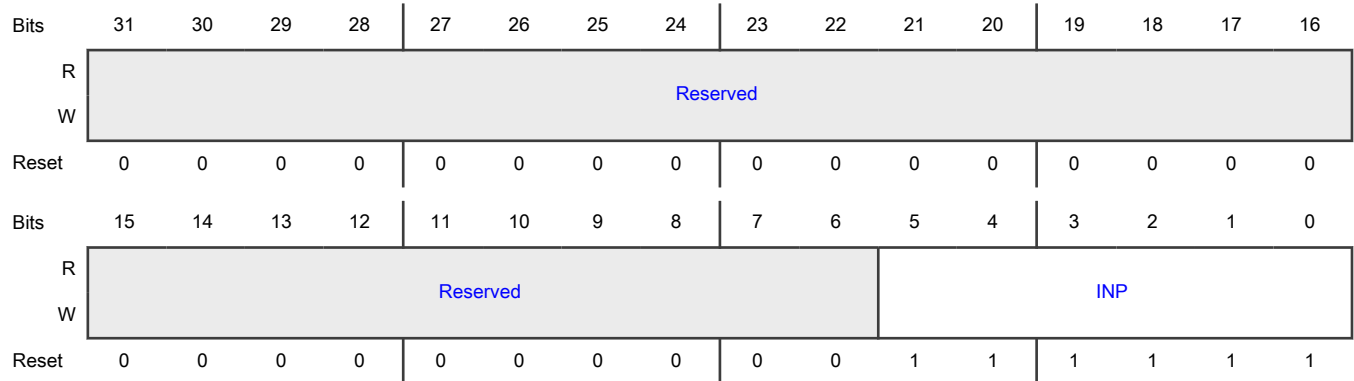 Bits 31 30 29 28 27 26 25 24 23 22 21 20 19 18 17 16
R
Reserved
W
Reset 0 0 0 0 0 0 0 0 0 0 0 0 0 0 0 0
Bits 15 14 13 12 11 10 9 8 7 6 5 4 3 2 1 0
R
Reserved INP
W
Reset 0 0 0 0 0 0 0 0 0 0 1 1 1 1 1 1